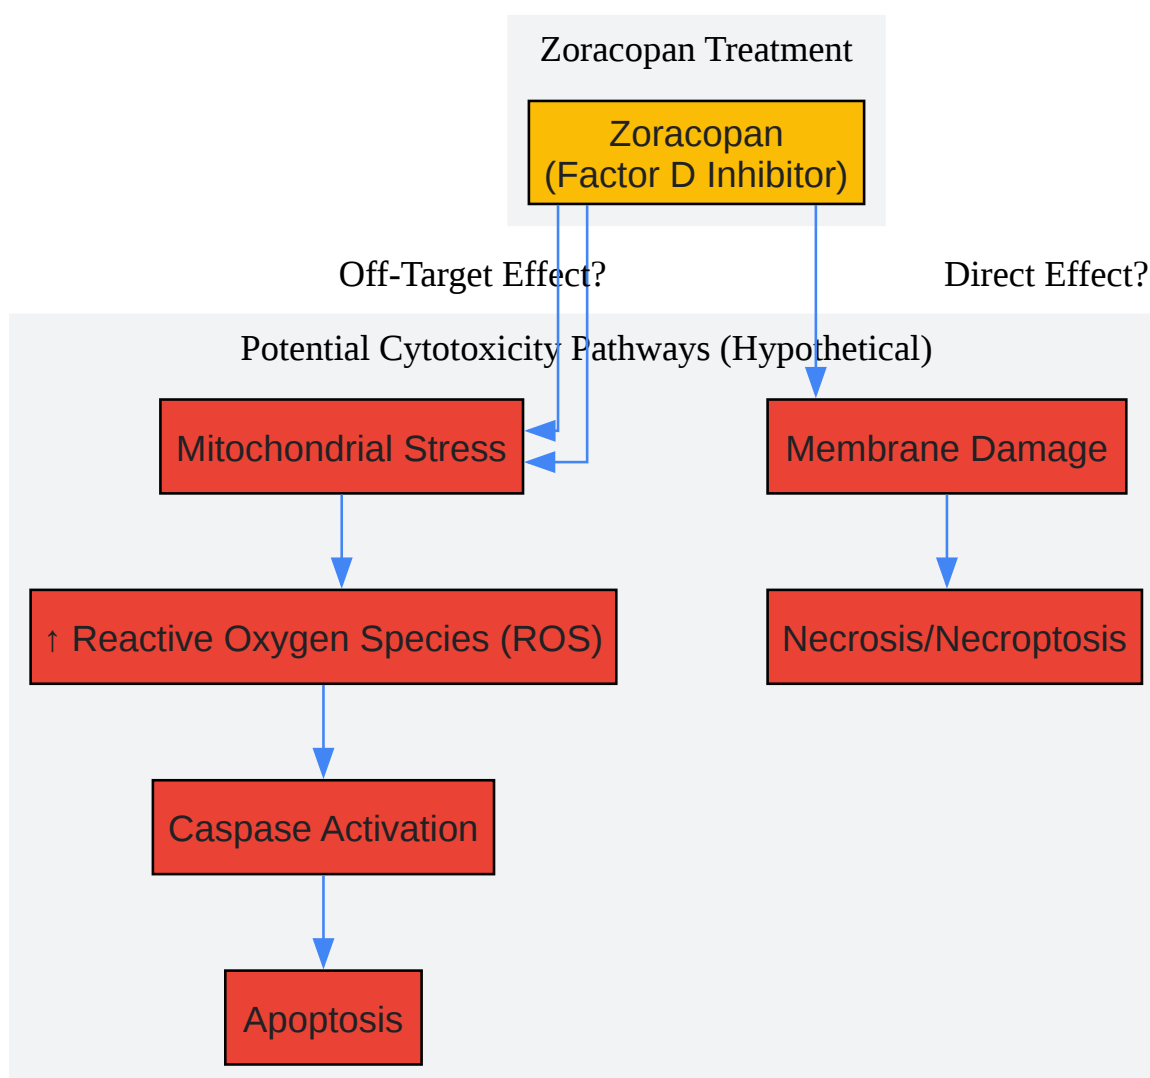 Zoracopan Treatment
Zoracopan
(Factor D Inhibitor)
Off-Target Effect?
Direct Effect?
Potential Cytotoxicity Pathways (Hypothetical)
Mitochondrial Stress
Membrane Damage
↑ Reactive Oxygen Species (ROS)
Necrosis/Necroptosis
Caspase Activation
Apoptosis